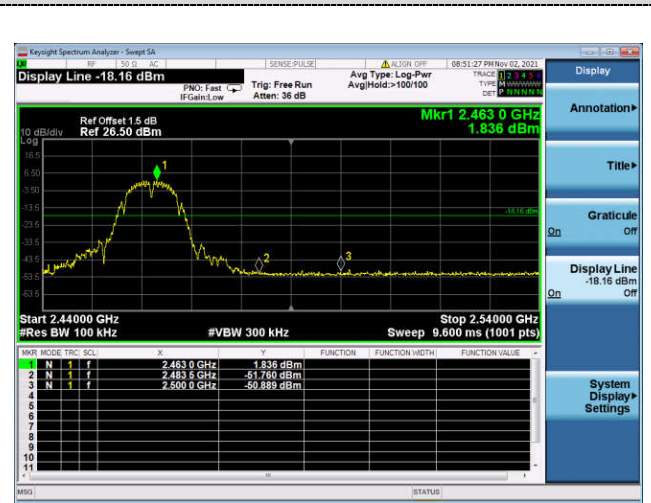 Keysight Spectrum Analyzer - Swept SA
RF 50 Ω AC SENSE:PULSE ALIGN OFF 08:51:27 PM Nov 02, 2021
Display Line -18.16 dBm
PNO: Fast
IFGain:Low
Trig: Free Run
Atten: 36 dB
Avg Type: Log-Pwr
Avg|Hold:>100/100
TRACE 1 2 3 4 5 6
TYPE M WWWWW
DET P N N N N N
Ref Offset 1.5 dB
Ref 26.50 dBm
10 dB/div
Log
Mkr1 2.463 0 GHz
1.836 dBm
16.5
6.50
-3.50
-13.5
-23.5
-33.5
-43.5
-53.5
-63.5
1
2
3
-18.16 dBm
Start 2.44000 GHz
Stop 2.54000 GHz
#Res BW 100 kHz
#VBW 300 kHz
Sweep 9.600 ms (1001 pts)
MKR MODE TRC SCL X Y FUNCTION FUNCTION WIDTH FUNCTION VALUE
1 N 1 f 2.463 0 GHz 1.836 dBm
2 N 1 f 2.483 5 GHz -51.760 dBm
3 N 1 f 2.500 0 GHz -50.889 dBm
4
5
6
7
8
9
10
11
MSG
STATUS
Display
Annotation
Title
Graticule
On Off
Display Line
-18.16 dBm
On Off
System
Display
Settings